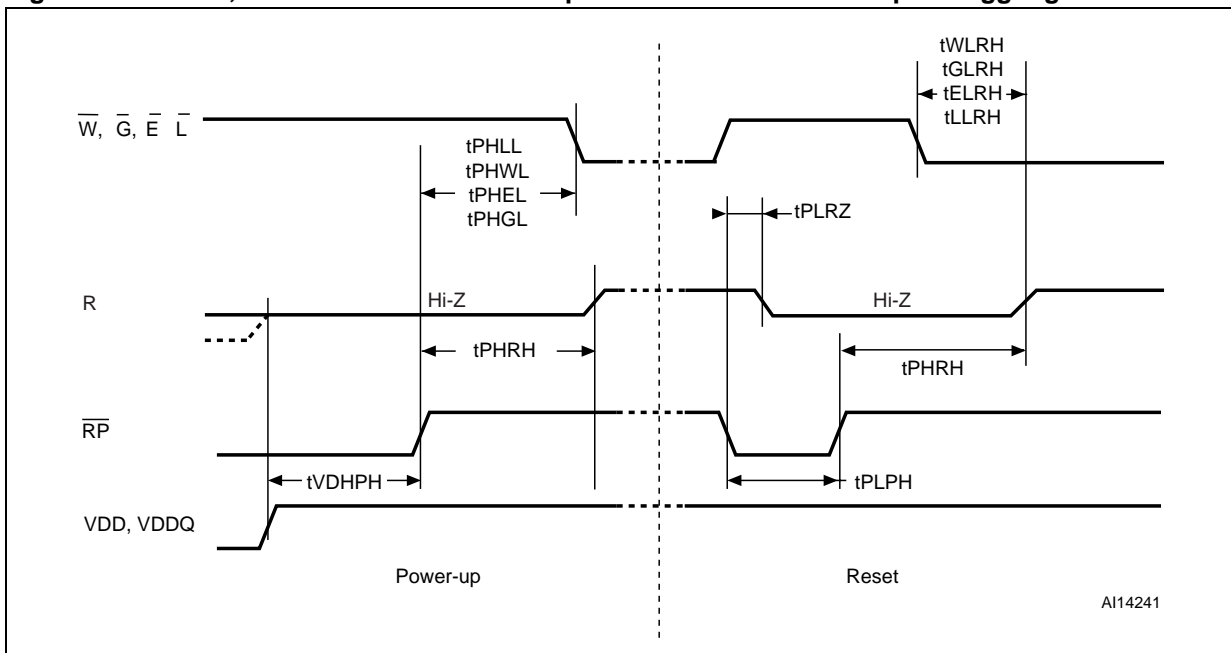 tWLRH
tGLRH
tELRH
tLLRH
W̅, G̅, E̅ L̅
tPHLL
tPHWL
tPHEL
tPHGL
tPLRZ
R
Hi-Z
Hi-Z
tPHRH
tPHRH
R̅P̅
tVDHPH
tPLPH
VDD, VDDQ
Power-up
Reset
AI14241